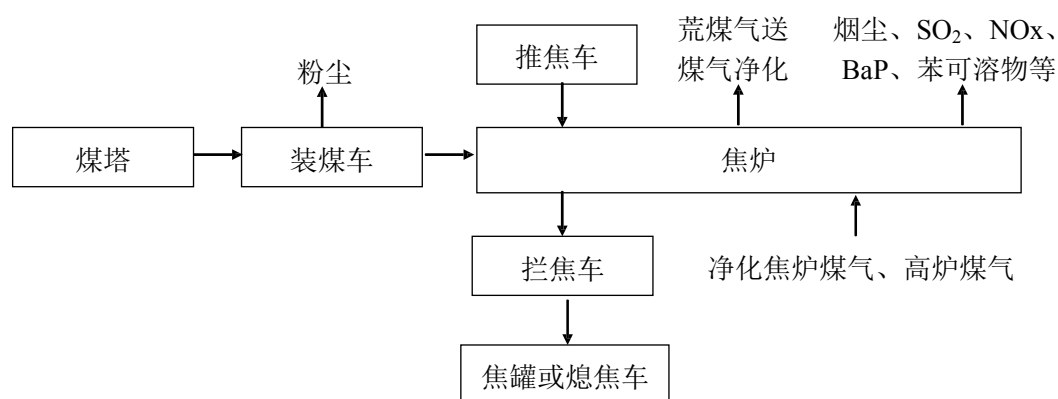 荒煤气送
煤气净化
烟尘、SO₂、NOx、
BaP、苯可溶物等
推焦车
粉尘
煤塔
装煤车
焦炉
拦焦车
净化焦炉煤气、高炉煤气
焦罐或熄焦车